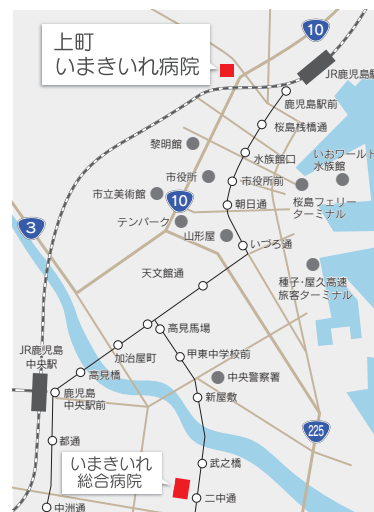 上町
いまきいれ病院
10
JR鹿児島駅
鹿児島駅前
桜島桟橋通
黎明館
水族館口
いおワールド
水族館
市役所
市役所前
市立美術館
10
朝日通
桜島フェリー
ターミナル
3
テンパーク
山形屋
いづろ通
天文館通
種子・屋久高速
旅客ターミナル
高見馬場
JR鹿児島
中央駅
加治屋町
甲東中学校前
高見橋
中央警察署
鹿児島
中央駅前
新屋敷
225
都通
いまきいれ
総合病院
武之橋
二中通
中洲通